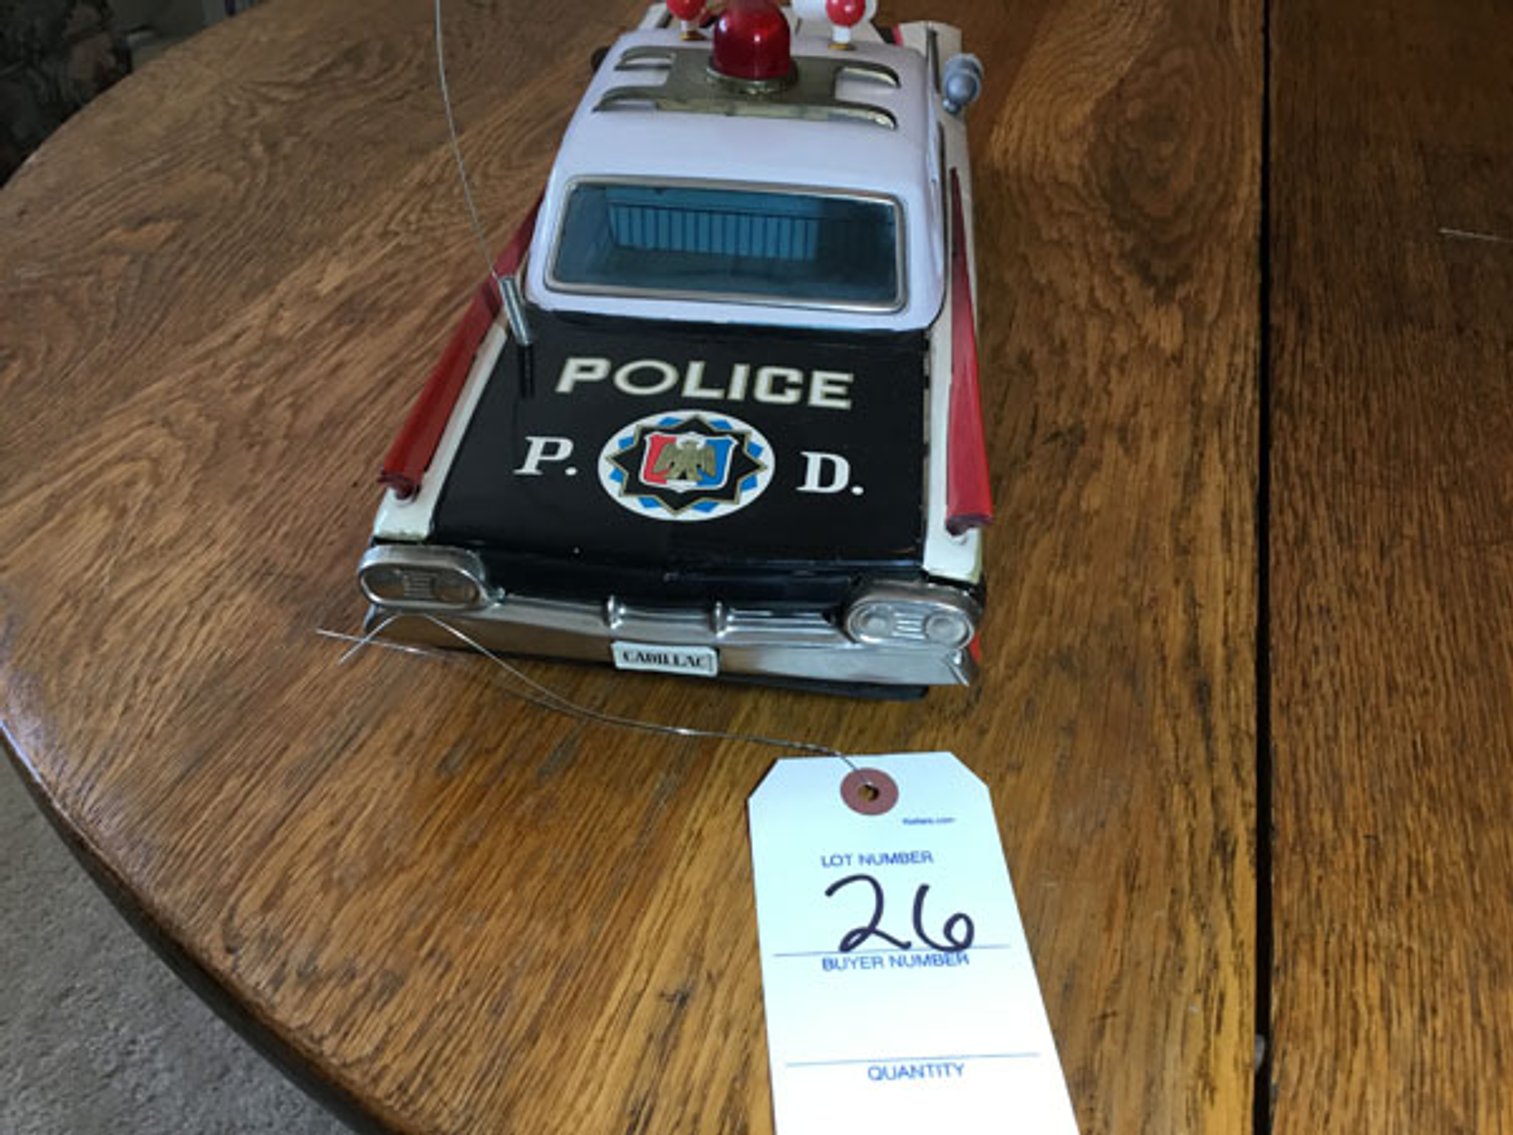 POLICE
P. D.
CADILLAC
LOT NUMBER
26
BUYER NUMBER
QUANTITY